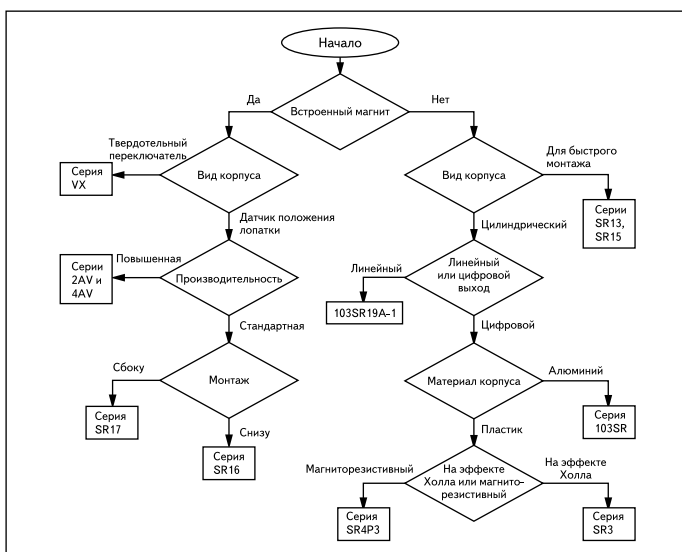 Начало
Встроенный магнит
Да
Нет
Твердотельный
переключатель
Серия
VX
Вид корпуса
Вид корпуса
Для быстрого
монтажа
Серии
SR13,
SR15
Датчик положения
лопатки
Цилиндрический
Повышенная
Серии
2AV и
4AV
Производительность
Линейный
Линейный
или цифровой
выход
103SR19A-1
Стандартная
Цифровой
Сбоку
Монтаж
Материал корпуса
Алюминий
Серия
SR17
Серия
103SR
Снизу
Серия
SR16
Пластик
Магниторезистивный
На эффекте
Холла или магнито-
резистивный
На эффекте
Холла
Серия
SR4P3
Серия
SR3